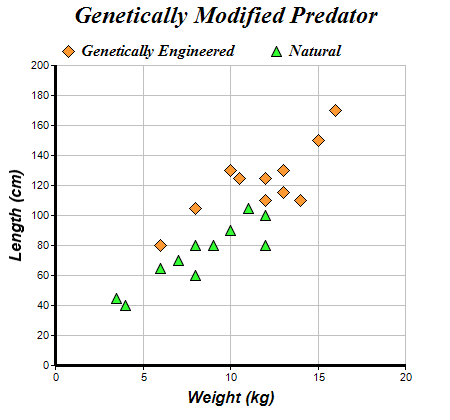 Genetically Modified Predator
Genetically Engineered
Natural
Length (cm)
200
180
160
140
120
100
80
60
40
20
0
0 5 10 15 20
Weight (kg)